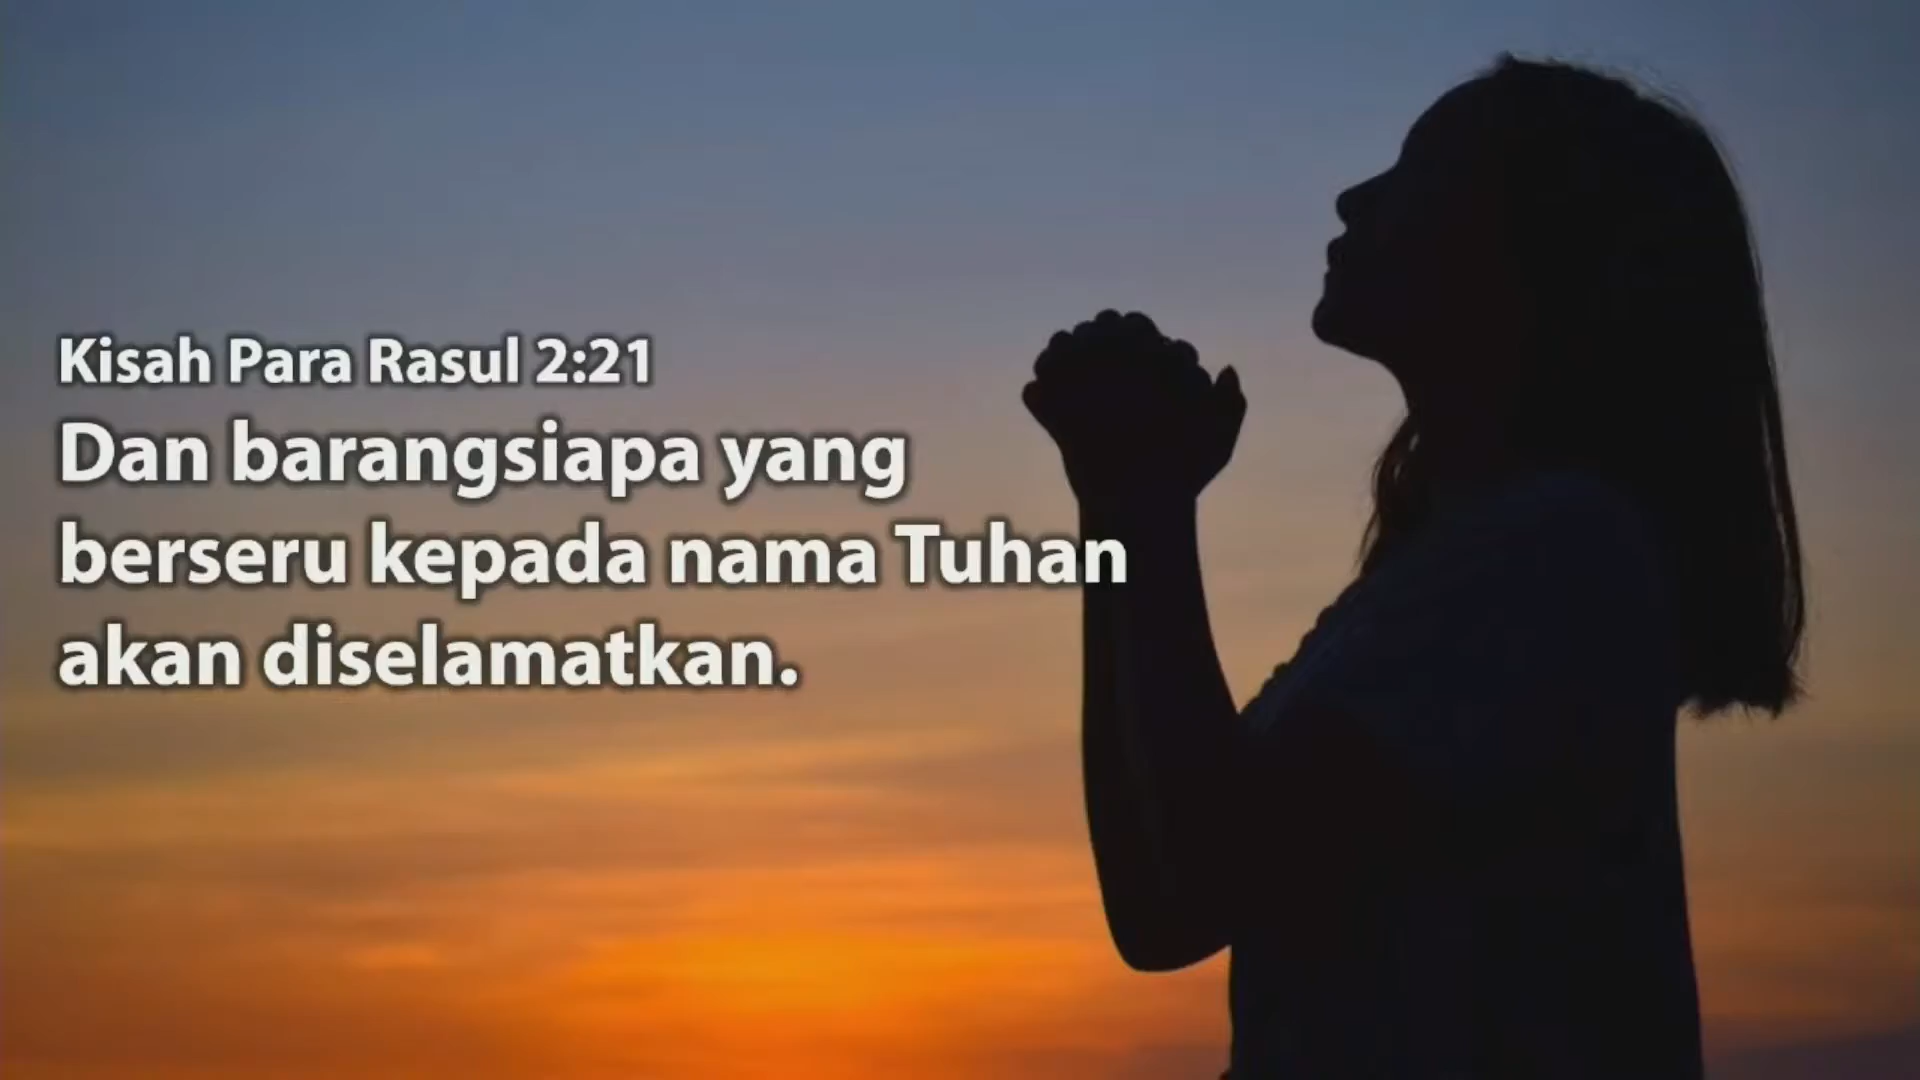 Kisah Para Rasul 2:21
Dan barangsiapa yang
berseru kepada nama Tuhan
akan diselamatkan.